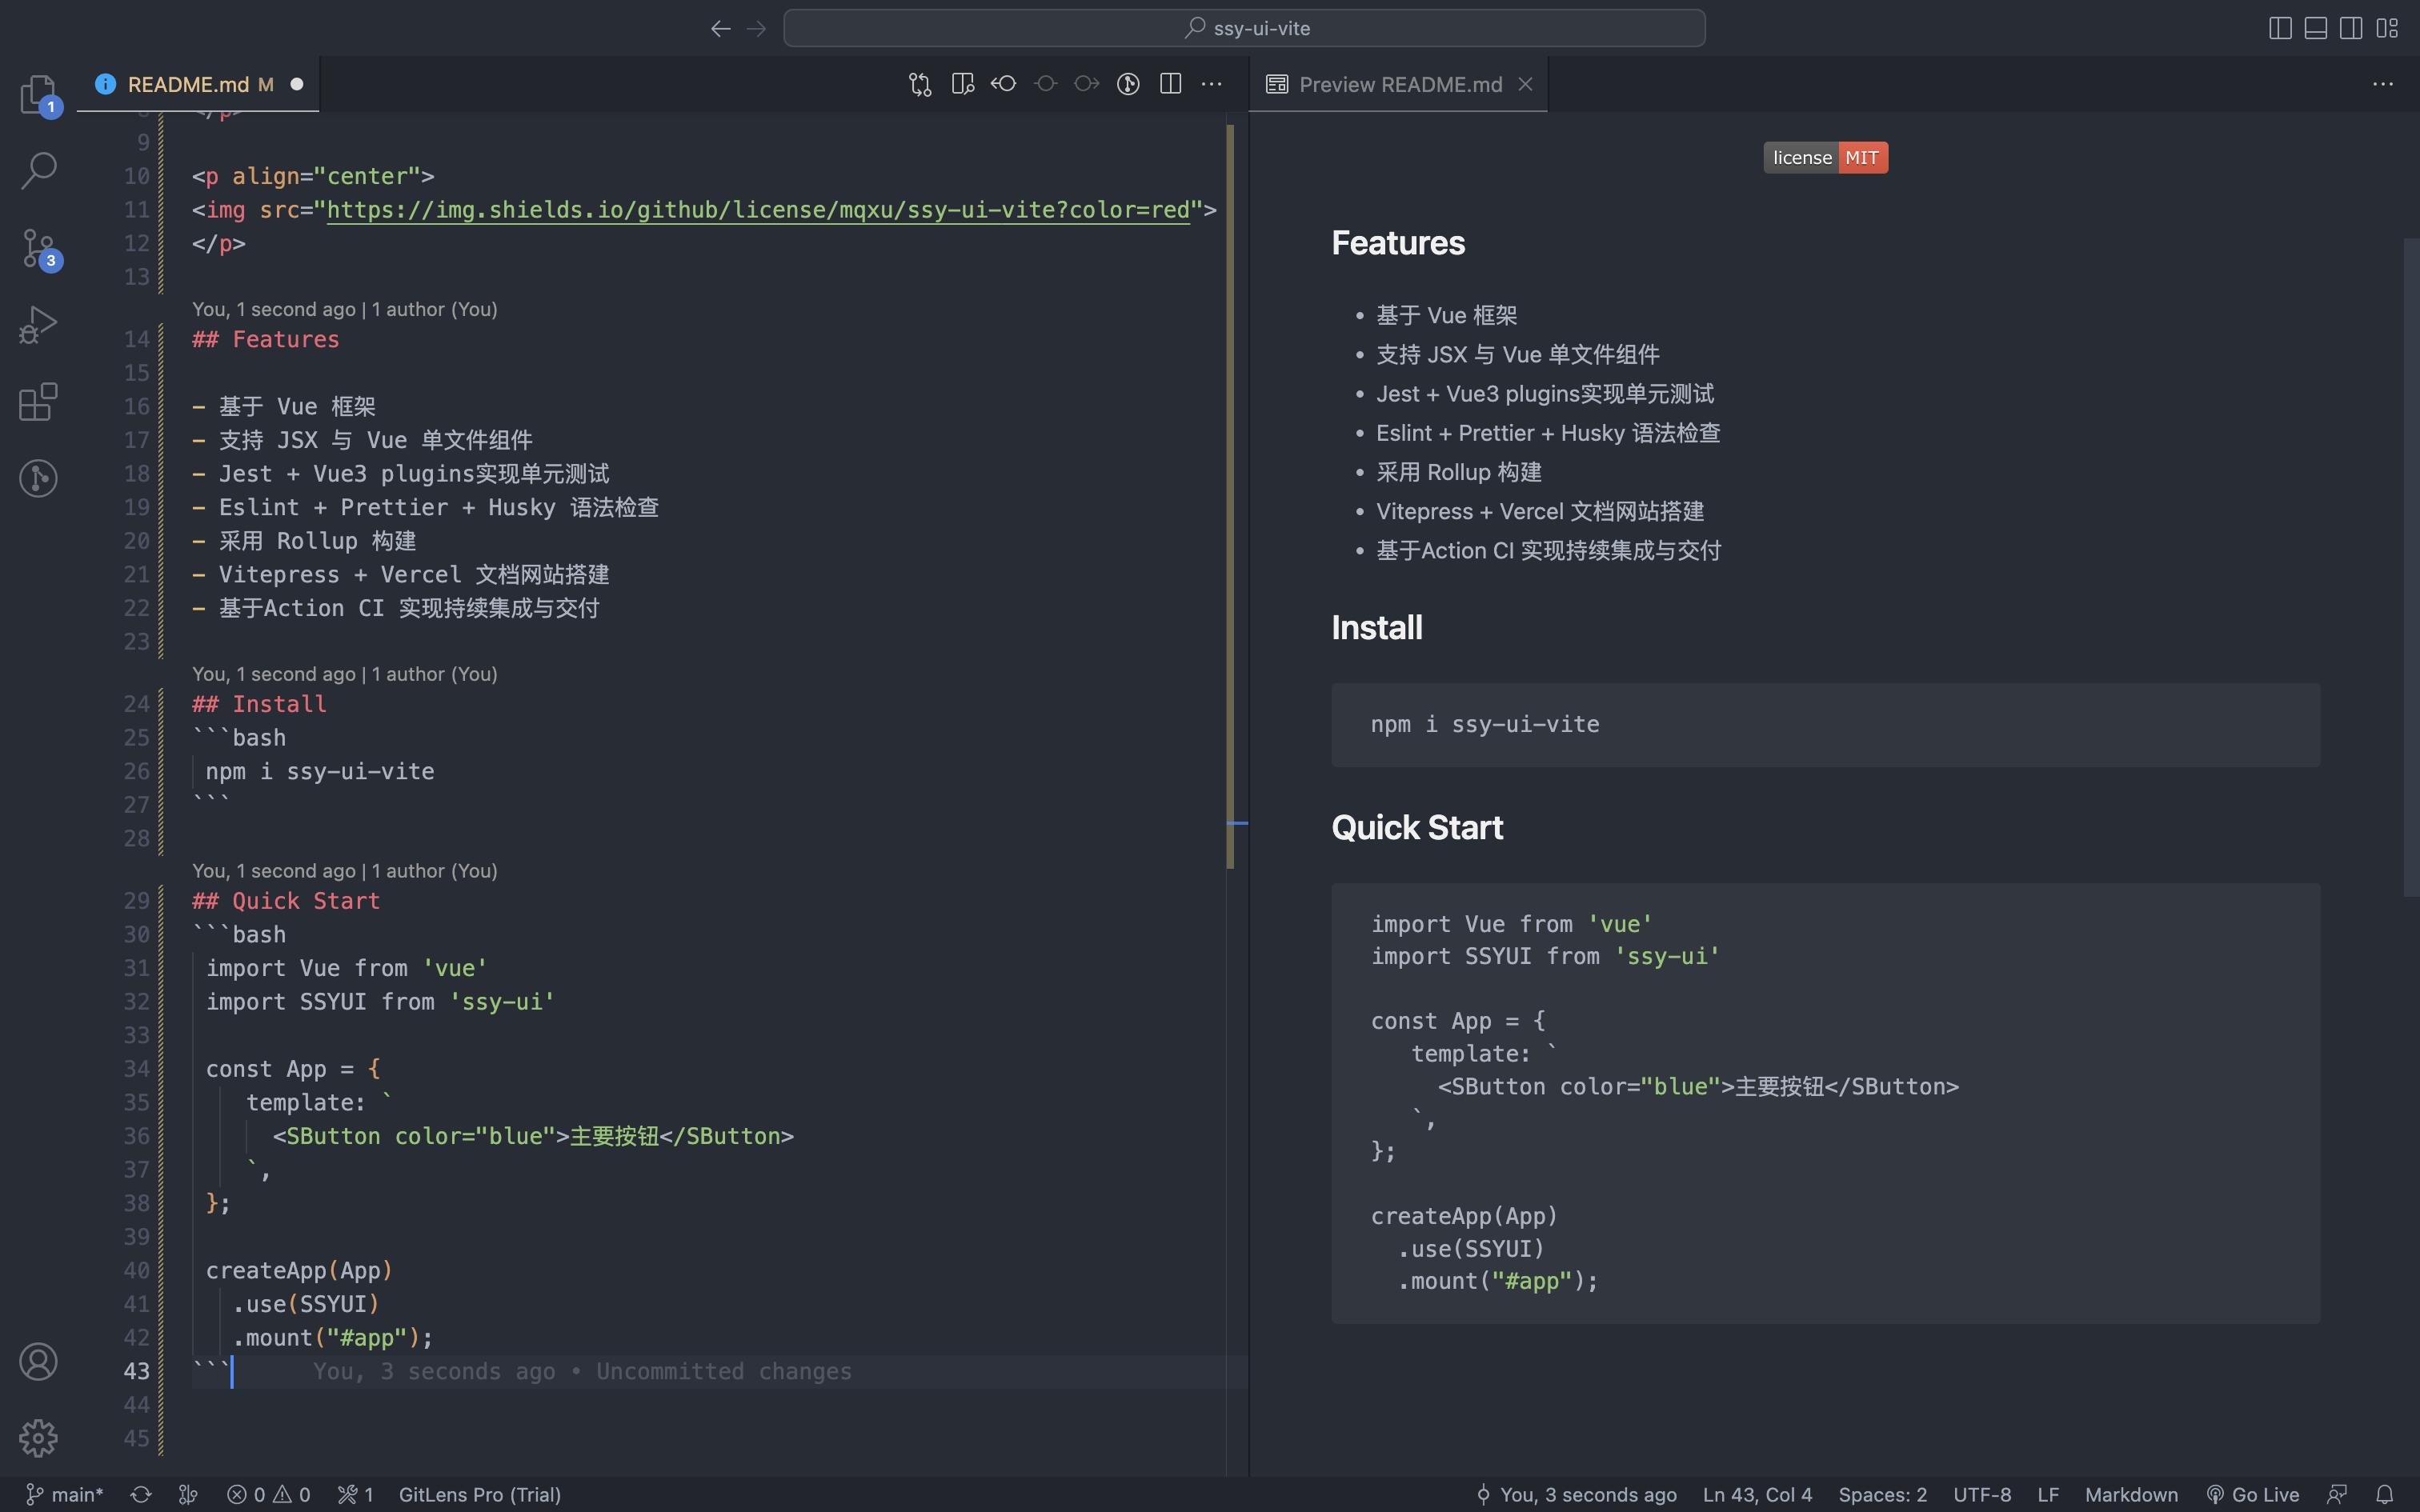 ssy-ui-vite
README.md M
Preview README.md
1
3
9
10 <p align="center">
11 <img src="https://img.shields.io/github/license/mqxu/ssy-ui-vite?color=red">
12 </p>
13
You, 1 second ago | 1 author (You)
14 ## Features
15
16 - 基于 Vue 框架
17 - 支持 JSX 与 Vue 单文件组件
18 - Jest + Vue3 plugins实现单元测试
19 - Eslint + Prettier + Husky 语法检查
20 - 采用 Rollup 构建
21 - Vitepress + Vercel 文档网站搭建
22 - 基于Action CI 实现持续集成与交付
23
You, 1 second ago | 1 author (You)
24 ## Install
25 ```bash
26 npm i ssy-ui-vite
27 ```
28
You, 1 second ago | 1 author (You)
29 ## Quick Start
30 ```bash
31 import Vue from 'vue'
32 import SSYUI from 'ssy-ui'
33
34 const App = {
35 template: `
36 <SButton color="blue">主要按钮</SButton>
37 `,
38 };
39
40 createApp(App)
41 .use(SSYUI)
42 .mount("#app");
43 ``` You, 3 seconds ago • Uncommitted changes
44
45
license MIT
Features
• 基于 Vue 框架
• 支持 JSX 与 Vue 单文件组件
• Jest + Vue3 plugins实现单元测试
• Eslint + Prettier + Husky 语法检查
• 采用 Rollup 构建
• Vitepress + Vercel 文档网站搭建
• 基于Action CI 实现持续集成与交付
Install
npm i ssy-ui-vite
Quick Start
import Vue from 'vue'
import SSYUI from 'ssy-ui'
const App = {
template: `
<SButton color="blue">主要按钮</SButton>
`,
};
createApp(App)
.use(SSYUI)
.mount("#app");
main* 0 0 1 GitLens Pro (Trial) You, 3 seconds ago Ln 43, Col 4 Spaces: 2 UTF-8 LF Markdown Go Live